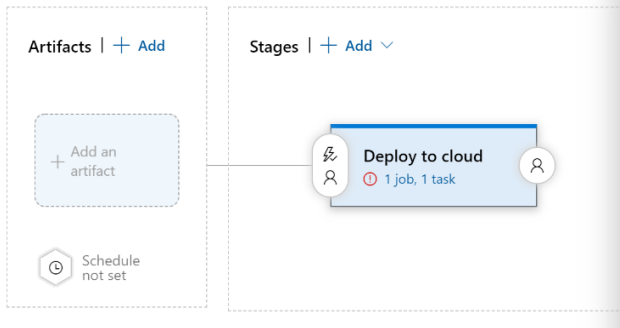 Artifacts | + Add
Stages | + Add
Add an
artifact
Deploy to cloud
1 job, 1 task
Schedule
not set